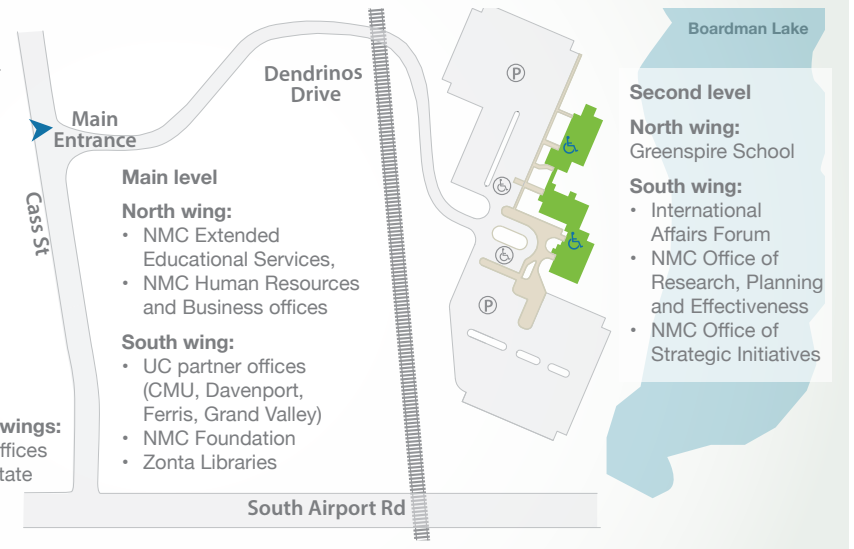 Boardman Lake
Dendrinos
Drive
Main
Entrance
Cass St
P
P
Main level
North wing:
• NMC Extended
Educational Services,
• NMC Human Resources
and Business offices
South wing:
• UC partner offices
(CMU, Davenport,
Ferris, Grand Valley)
• NMC Foundation
• Zonta Libraries
Second level
North wing:
Greenspire School
South wing:
• International
Affairs Forum
• NMC Office of
Research, Planning
and Effectiveness
• NMC Office of
Strategic Initiatives
wings:
ffices
tate
South Airport Rd